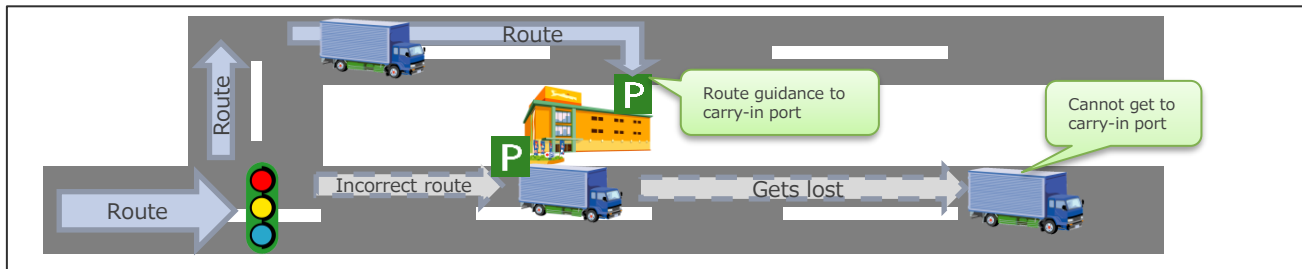 Route
P
Route guidance to
carry-in port
Cannot get to
carry-in port
Route
P
Incorrect route
Gets lost
Route